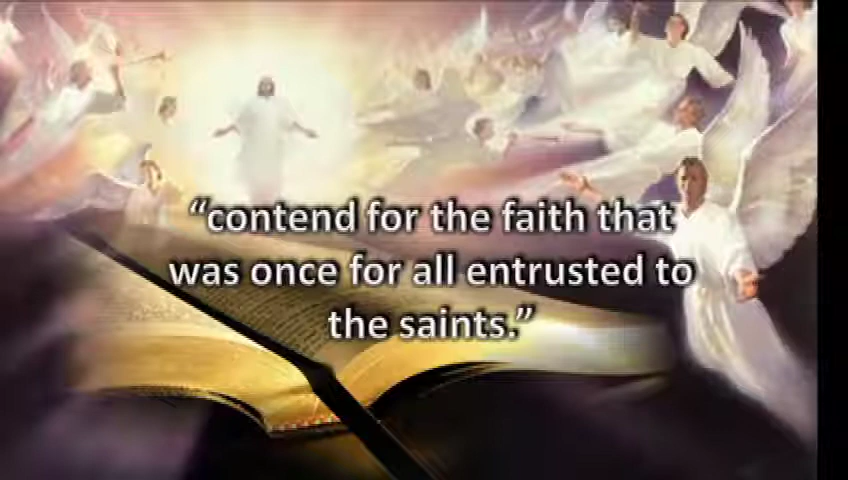 “contend for the faith that
was once for all entrusted to
the saints.”